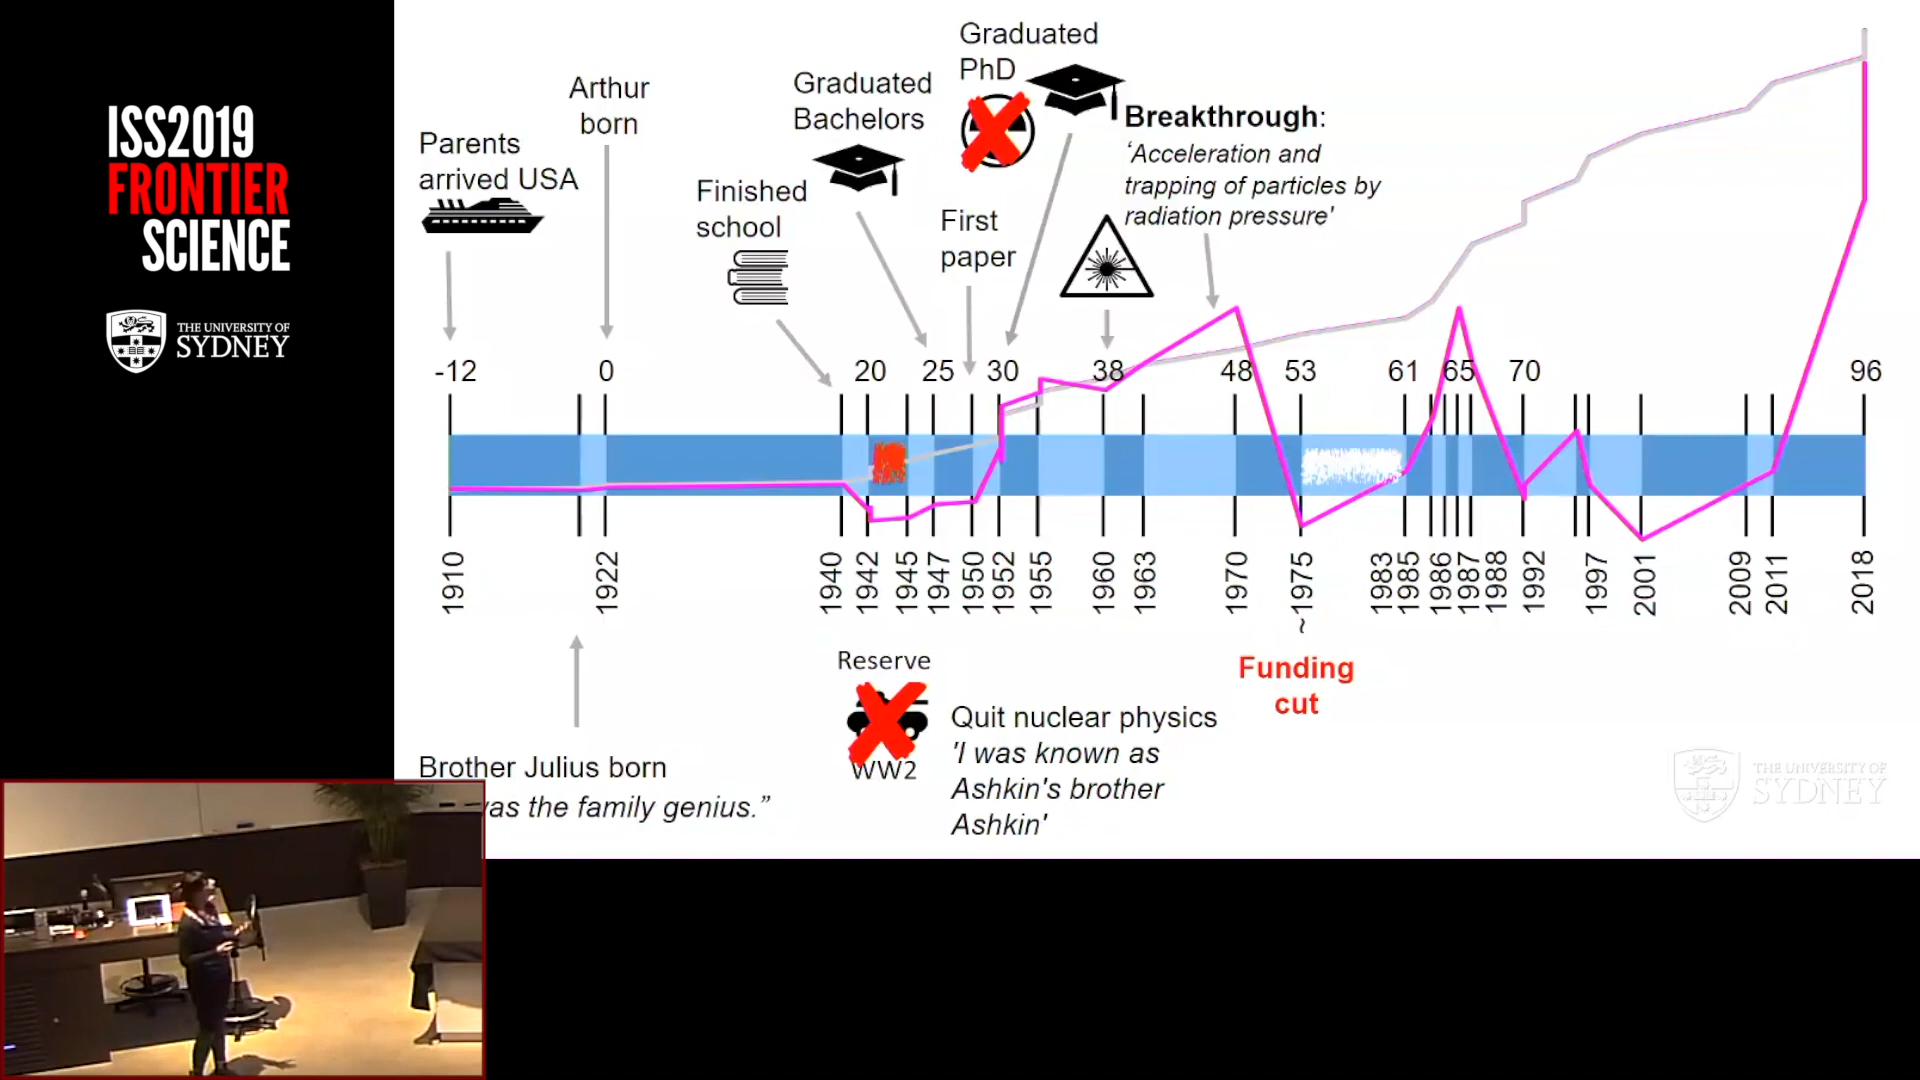 ISS2019
FRONTIER
SCIENCE
THE UNIVERSITY OF
SYDNEY
Parents
arrived USA
Arthur
born
Finished
school
Graduated
Bachelors
First
paper
Graduated
PhD
Breakthrough:
‘Acceleration and
trapping of particles by
radiation pressure'
-12 0 20 25 30 38 48 53 61 65 70 96
1910 1922 1940 1942 1945 1947 1950 1952 1955 1960 1963 1970 1975 1983 1985 1986 1987 1988 1992 1997 2001 2009 2011 2018
~
Funding
cut
Reserve
WW2
Quit nuclear physics
'I was known as
Ashkin's brother
Ashkin'
Brother Julius born
was the family genius.”
THE UNIVERSITY OF
SYDNEY